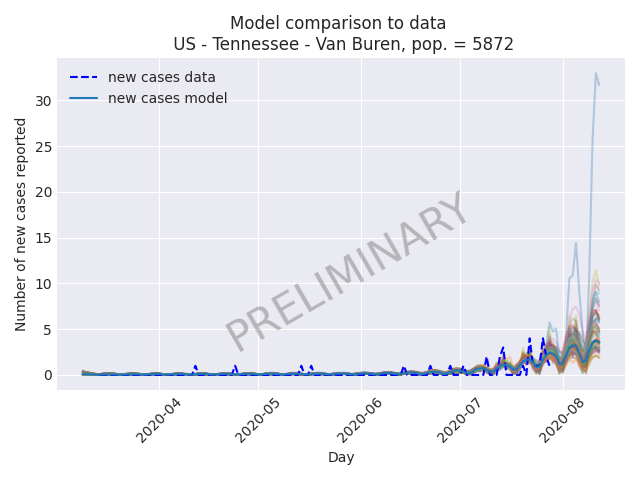 Model comparison to data
US - Tennessee - Van Buren, pop. = 5872
new cases data
new cases model
Number of new cases reported
30
25
20
15
10
5
0
PRELIMINARY
2020-04
2020-05
2020-06
2020-07
2020-08
Day